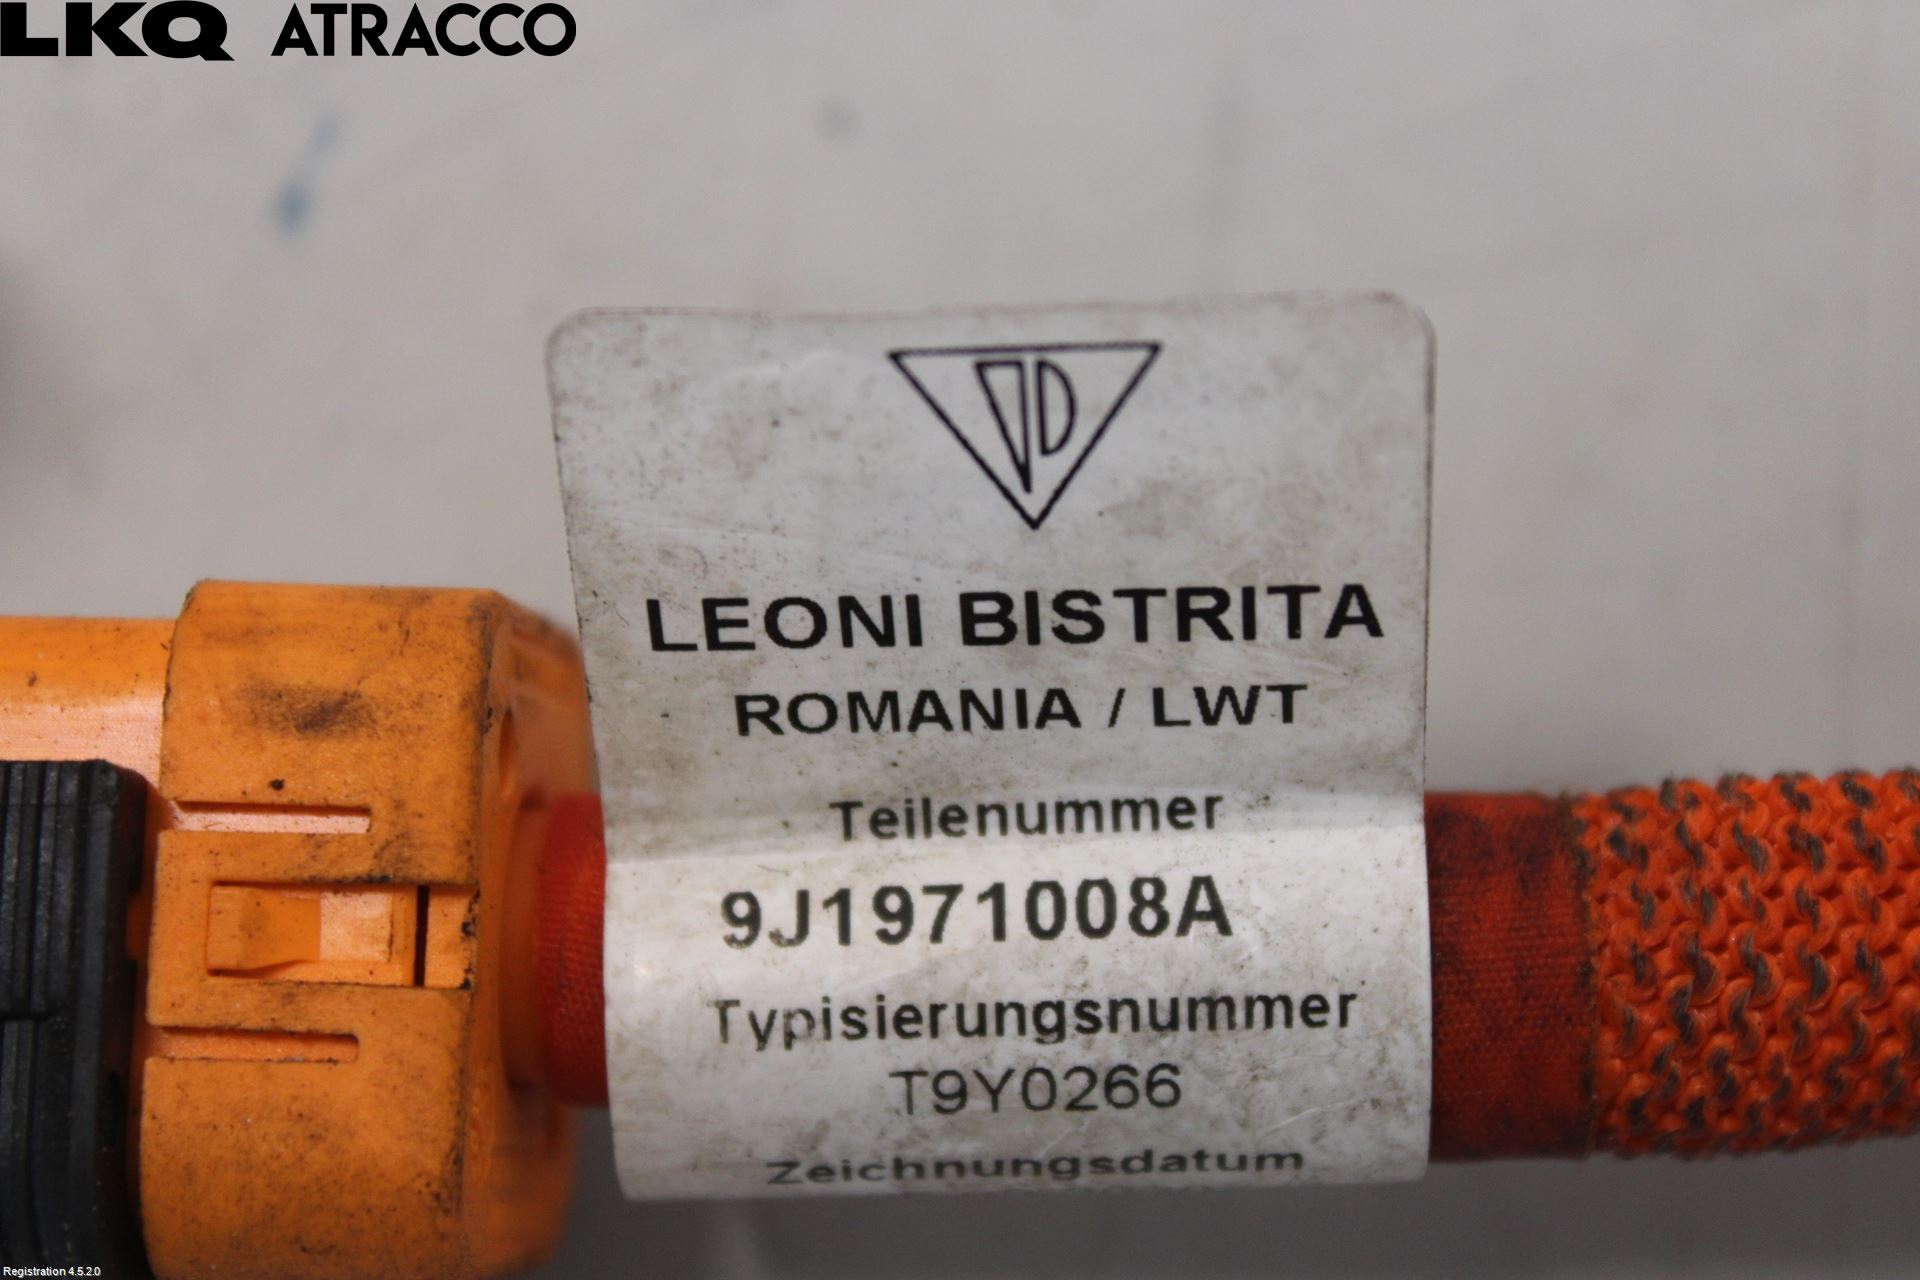 LKQ ATRACCO
LEONI BISTRITA
ROMANIA / LWT
Teilenummer
9J1971008A
Typisierungsnummer
T9Y0266
Zeichnungsdatum
Registration 4.5.2.0